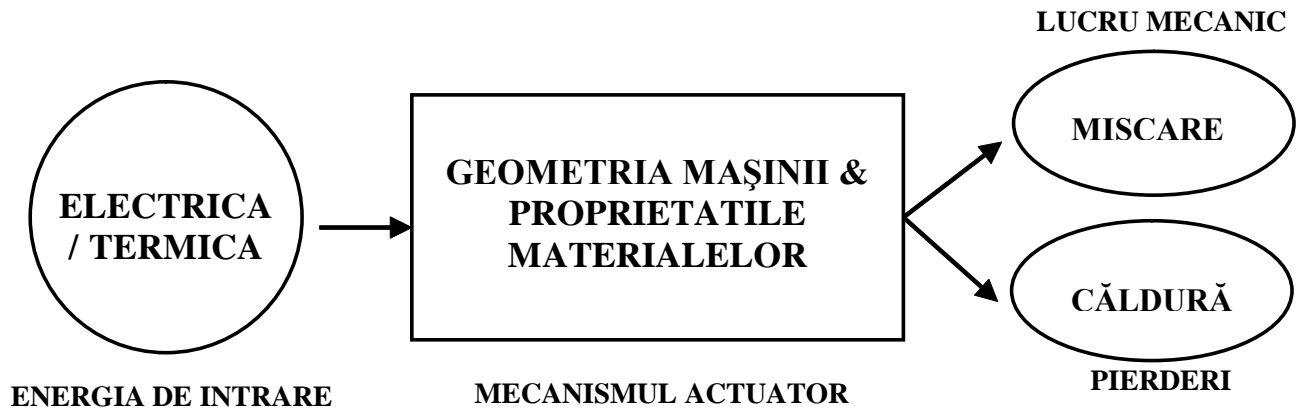 LUCRU MECANIC
MISCARE
GEOMETRIA MAŞINII &
PROPRIETATILE
MATERIALELOR
ELECTRICA
/ TERMICA
CĂLDURĂ
PIERDERI
ENERGIA DE INTRARE
MECANISMUL ACTUATOR